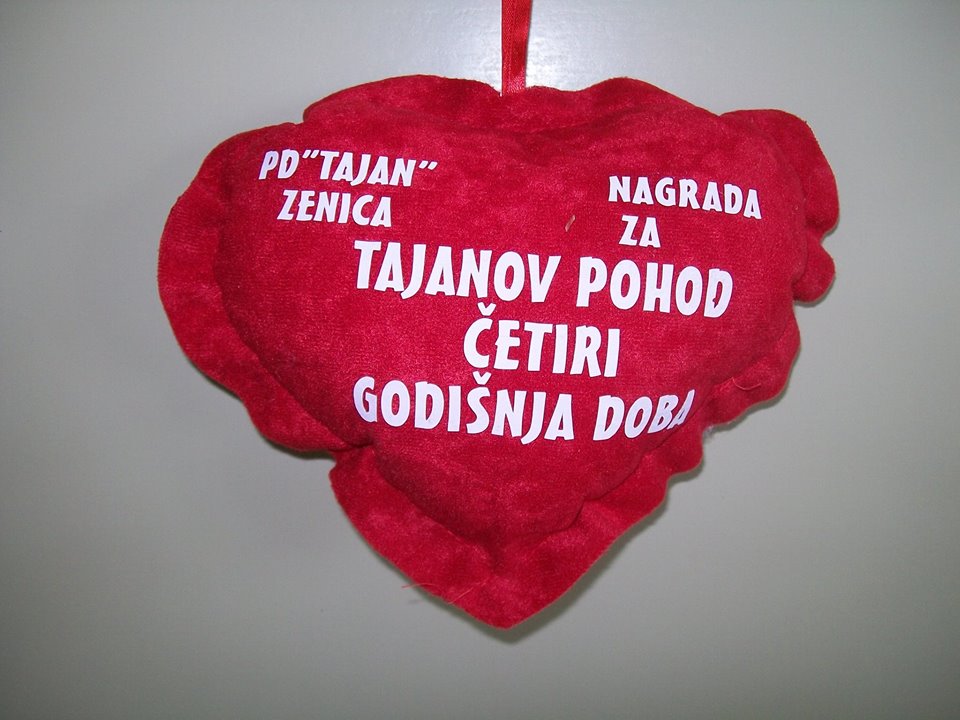 PD"TAJAN"
ZENICA
NAGRADA
ZA
TAJANOV POHOD
ČETIRI
GODIŠNJA DOBA